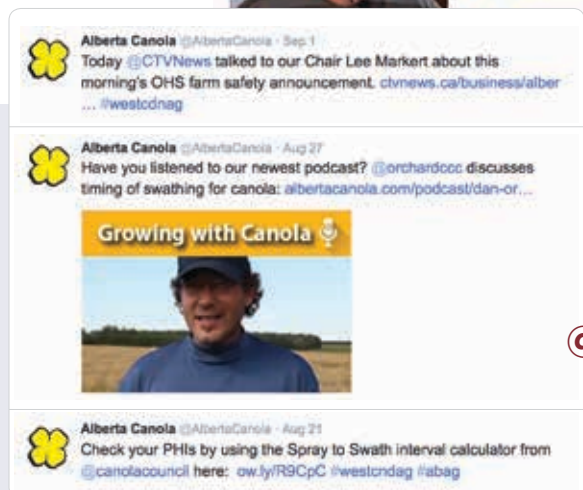 Alberta Canola @AlbertaCanola · Sep 1
Today @CTVNews talked to our Chair Lee Markert about this
morning's OHS farm safety announcement. ctvnews.ca/business/alber
... #westcdnag
Alberta Canola @AlbertaCanola · Aug 27
Have you listened to our newest podcast? @orchardccc discusses
timing of swathing for canola: albertacanola.com/podcast/dan-or...
Growing with Canola
Alberta Canola @AlbertaCanola · Aug 21
Check your PHIs by using the Spray to Swath interval calculator from
@canolacouncil here: ow.ly/R9CpC #westcndag #abag